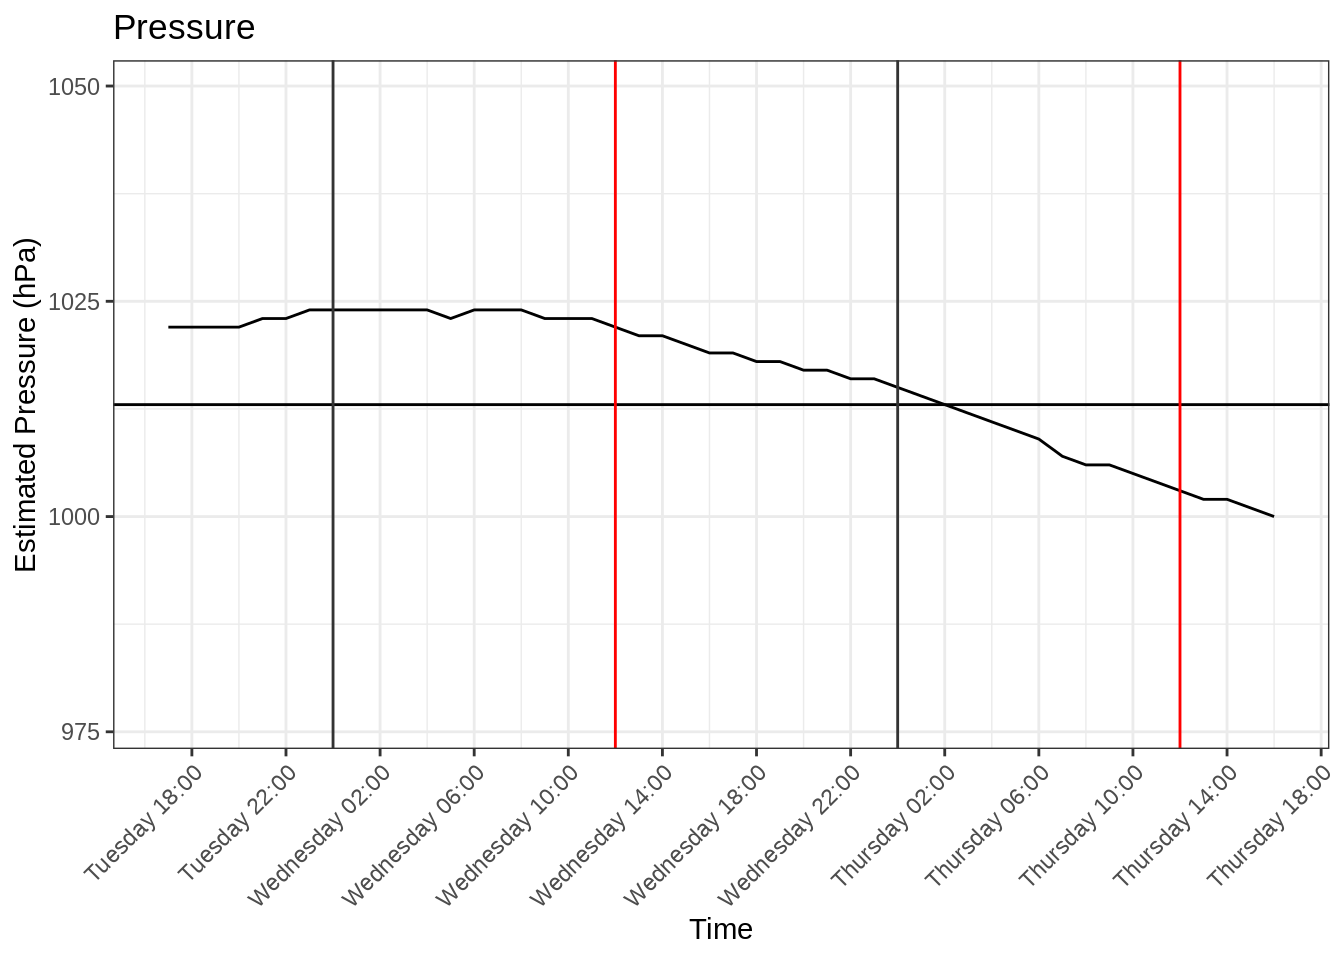 Pressure
Estimated Pressure (hPa)
1050
1025
1000
975
Tuesday 18:00
Tuesday 22:00
Wednesday 02:00
Wednesday 06:00
Wednesday 10:00
Wednesday 14:00
Wednesday 18:00
Wednesday 22:00
Thursday 02:00
Thursday 06:00
Thursday 10:00
Thursday 14:00
Thursday 18:00
Time